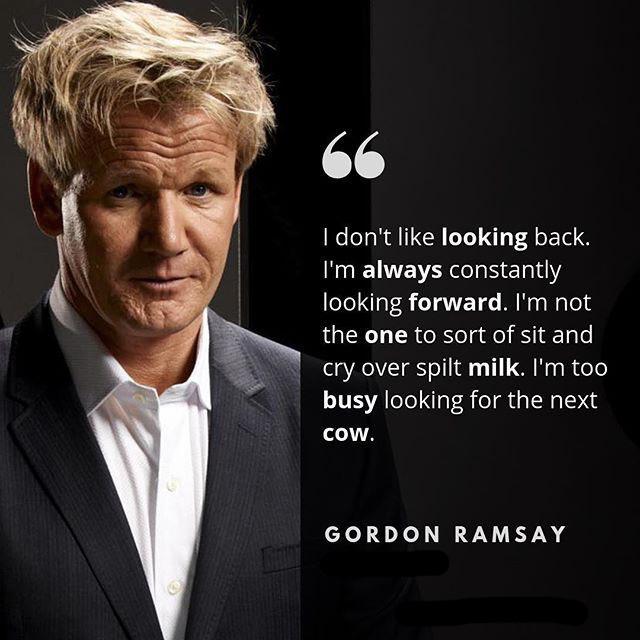 I don't like looking back.
I'm always constantly
looking forward. I'm not
the one to sort of sit and
cry over spilt milk. I'm too
busy looking for the next
cow.
GORDON RAMSAY